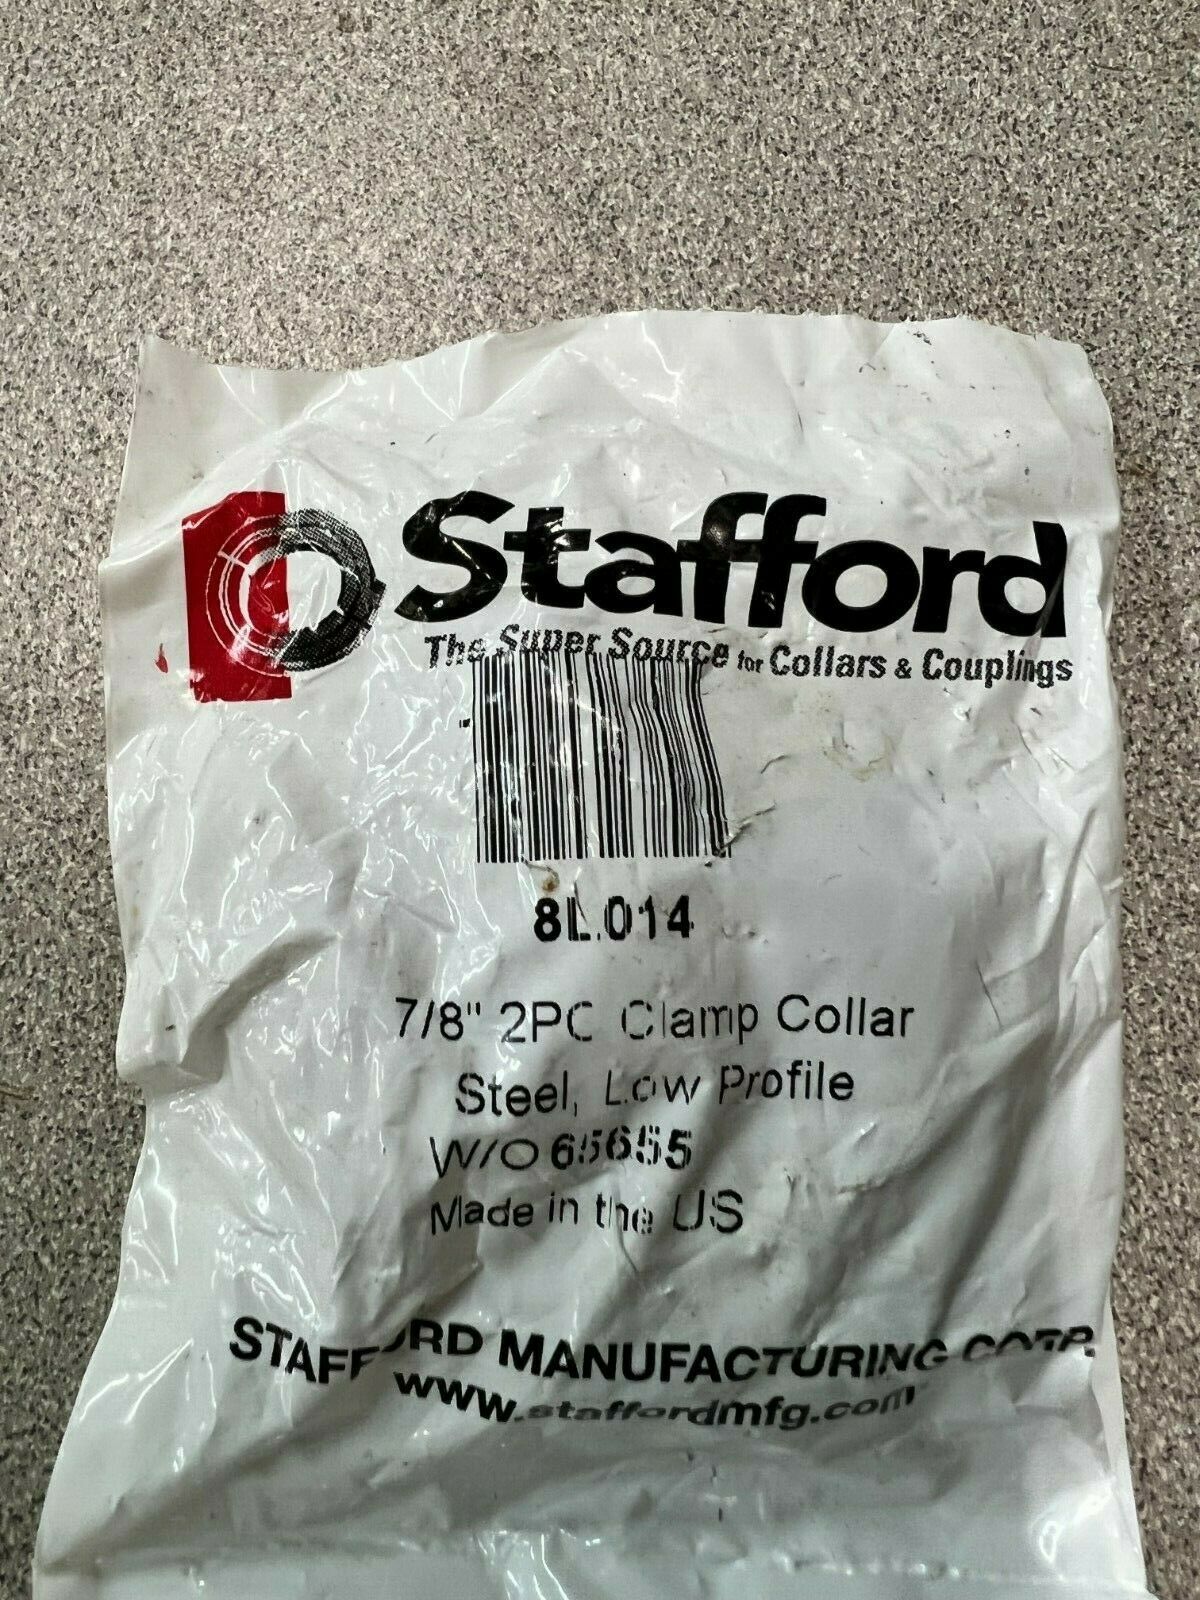 Stafford
The Super Source for Collars & Couplings
8L014
7/8" 2PC Clamp Collar
Steel, Low Profile
W/O 65655
Made in the US
STAFFORD MANUFACTURING CORP.
www.staffordmfg.com